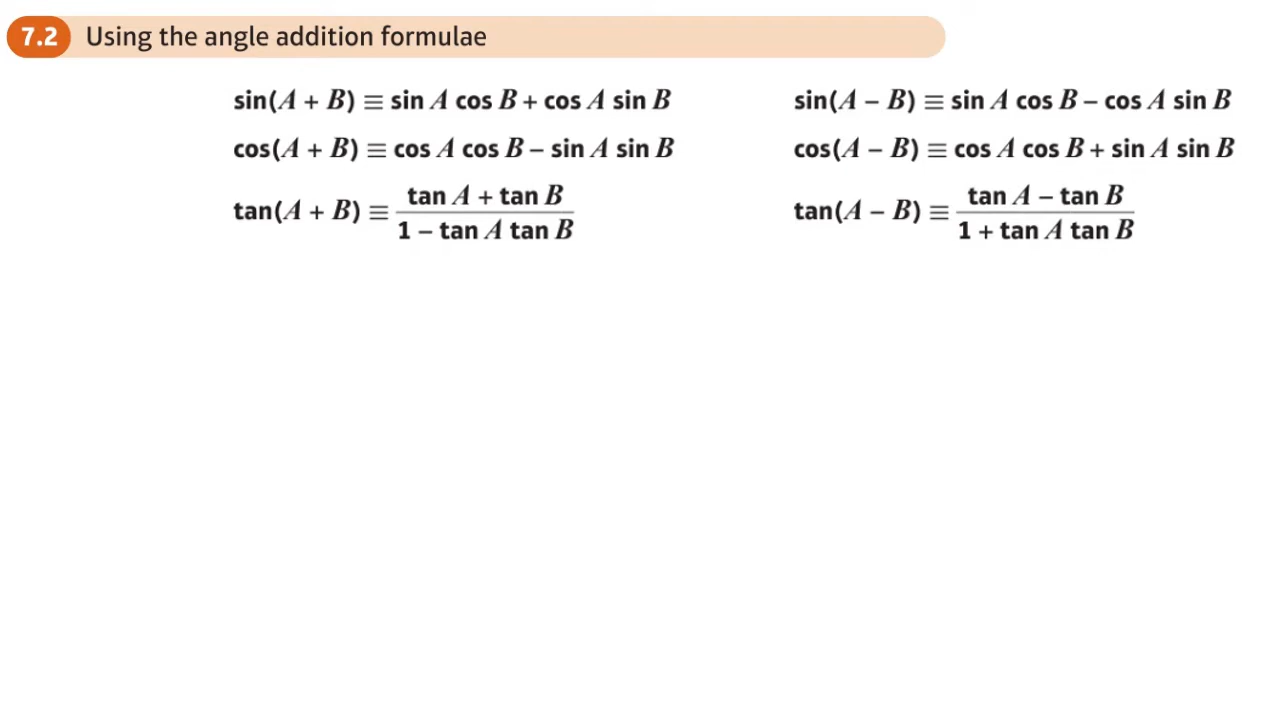 7.2 Using the angle addition formulae
sin(A + B) ≡ sin A cos B + cos A sin B
sin(A − B) ≡ sin A cos B − cos A sin B
cos(A + B) ≡ cos A cos B − sin A sin B
cos(A − B) ≡ cos A cos B + sin A sin B
tan(A + B) ≡ (tan A + tan B) / (1 − tan A tan B)
tan(A − B) ≡ (tan A − tan B) / (1 + tan A tan B)